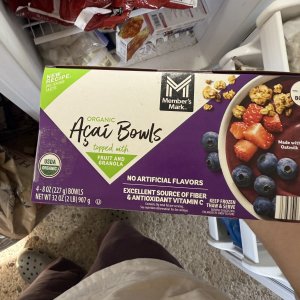 NEW
RECIPE
Member's
Mark™
ORGANIC
Açaí Bowls
topped with
FRUIT AND
GRANOLA
Made with
Oatmilk
USDA
ORGANIC
NO ARTIFICIAL FLAVORS
EXCELLENT SOURCE OF FIBER
& ANTIOXIDANT VITAMIN C
4-8 OZ (227 g) BOWLS
NET WT 32 OZ (2 LB) 907 g
KEEP FROZEN
THAW & SERVE